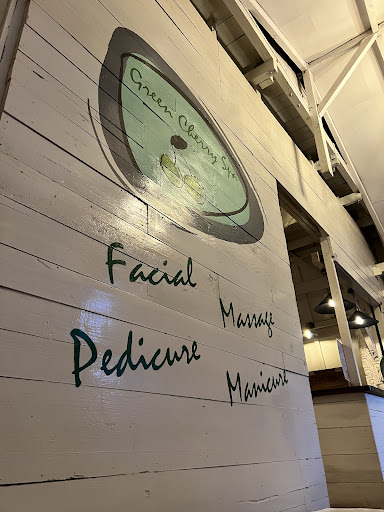 Green Cherry Spa
Facial
Massage
Pedicure
Manicure